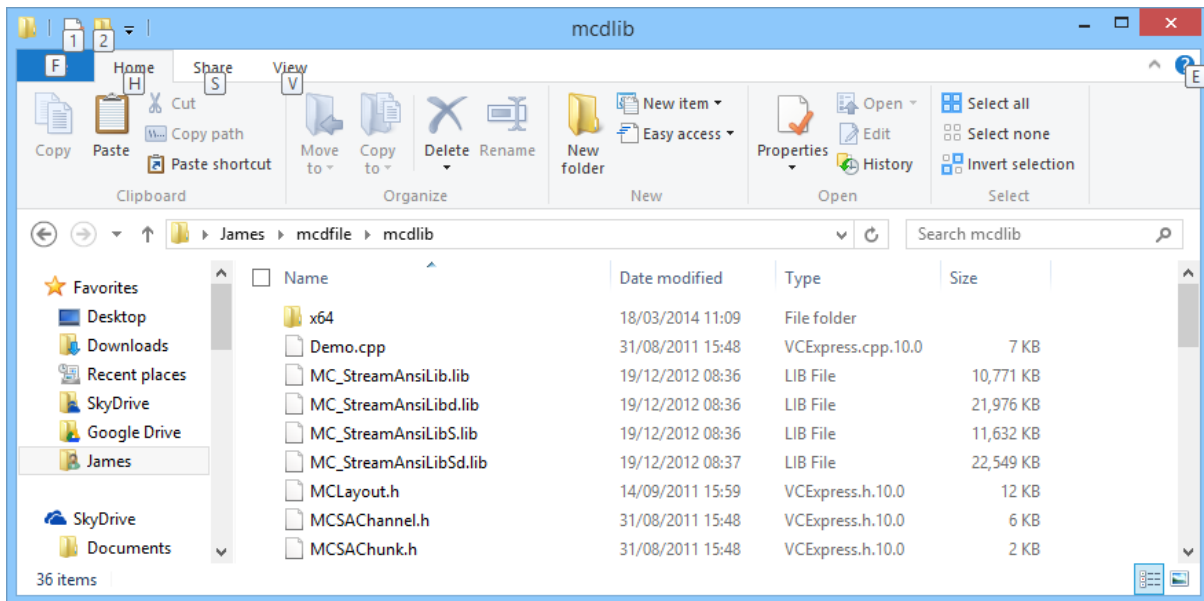 mcdlib
1 2
F Home Share View
H S V E
Copy Paste Cut Copy path Paste shortcut
Move to Copy to Delete Rename
New folder New item Easy access
Properties Open Edit History
Select all Select none Invert selection
Clipboard Organize New Open Select
James mcdfile mcdlib Search mcdlib
Favorites
Desktop
Downloads
Recent places
SkyDrive
Google Drive
James
SkyDrive
Documents
Name Date modified Type Size
x64 18/03/2014 11:09 File folder
Demo.cpp 31/08/2011 15:48 VCExpress.cpp.10.0 7 KB
MC_StreamAnsiLib.lib 19/12/2012 08:36 LIB File 10,771 KB
MC_StreamAnsiLibd.lib 19/12/2012 08:36 LIB File 21,976 KB
MC_StreamAnsiLibS.lib 19/12/2012 08:36 LIB File 11,632 KB
MC_StreamAnsiLibSd.lib 19/12/2012 08:37 LIB File 22,549 KB
MCLayout.h 14/09/2011 15:59 VCExpress.h.10.0 12 KB
MCSAChannel.h 31/08/2011 15:48 VCExpress.h.10.0 6 KB
MCSAChunk.h 31/08/2011 15:48 VCExpress.h.10.0 2 KB
36 items